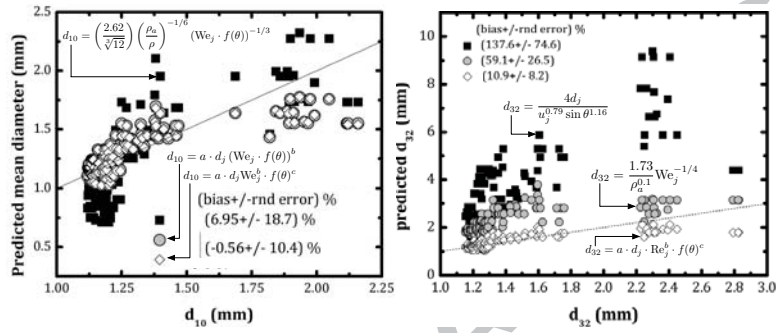 Predicted mean diameter (mm)
2.5
2.0
1.5
1.0
0.5
1.00 1.25 1.50 1.75 2.00 2.25
d10 (mm)
d10 = (2.62/∛12) (ρa/ρ)^−1/6 (Wej · f(θ))^−1/3
d10 = a · dj (Wej · f(θ))^b
d10 = a · dj Wej^b · f(θ)^c
(bias+/-rnd error) %
(6.95+/- 18.7) %
(-0.56+/- 10.4) %
predicted d32 (mm)
10
8
6
4
2
0
1.0 1.2 1.4 1.6 1.8 2.0 2.2 2.4 2.6 2.8 3.0
d32 (mm)
(bias+/-rnd error) %
(137.6+/- 74.6) %
(59.1+/- 26.5) %
(10.9+/- 8.2) %
d32 = 4dj / uj^0.79 sin θ^1.16
d32 = 1.73/ρa^0.1 Wej^−1/4
d32 = a · dj · Rej^b · f(θ)^c